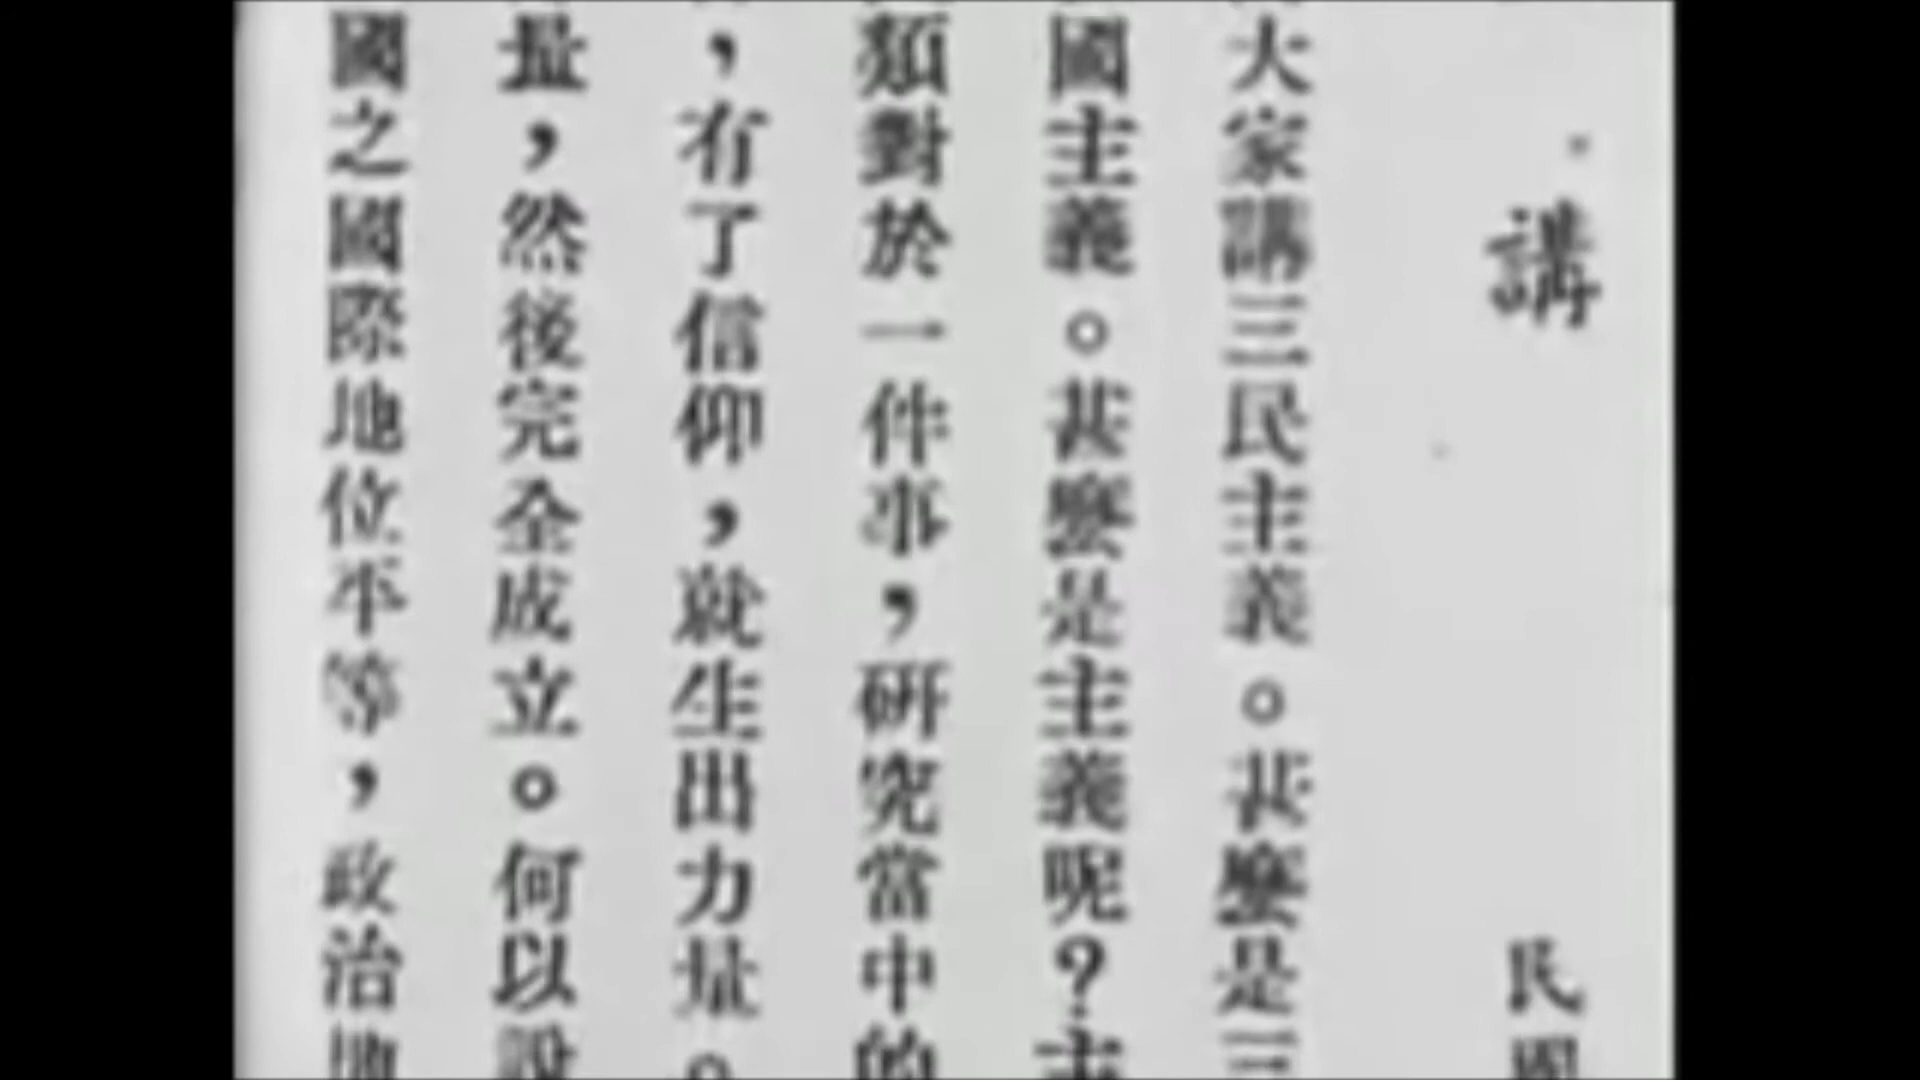 講 民國
大家講三民主義。甚麼是三
國主義。甚麼是主義呢？主
類對於一件事，研究當中的
，有了信仰，就生出力量。
量，然後完全成立。何以說
國之國際地位平等，政治地